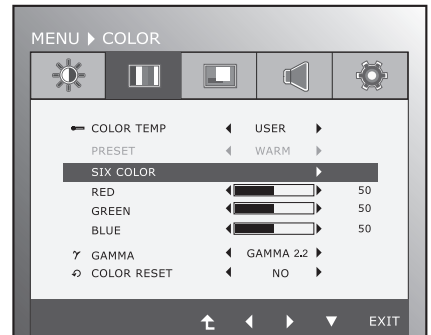 MENU ▶ COLOR
COLOR TEMP ◀ USER ▶
PRESET ◀ WARM ▶
SIX COLOR ▶
RED ◀ ▶ 50
GREEN ◀ ▶ 50
BLUE ◀ ▶ 50
γ GAMMA ◀ GAMMA 2.2 ▶
COLOR RESET ◀ NO ▶
EXIT